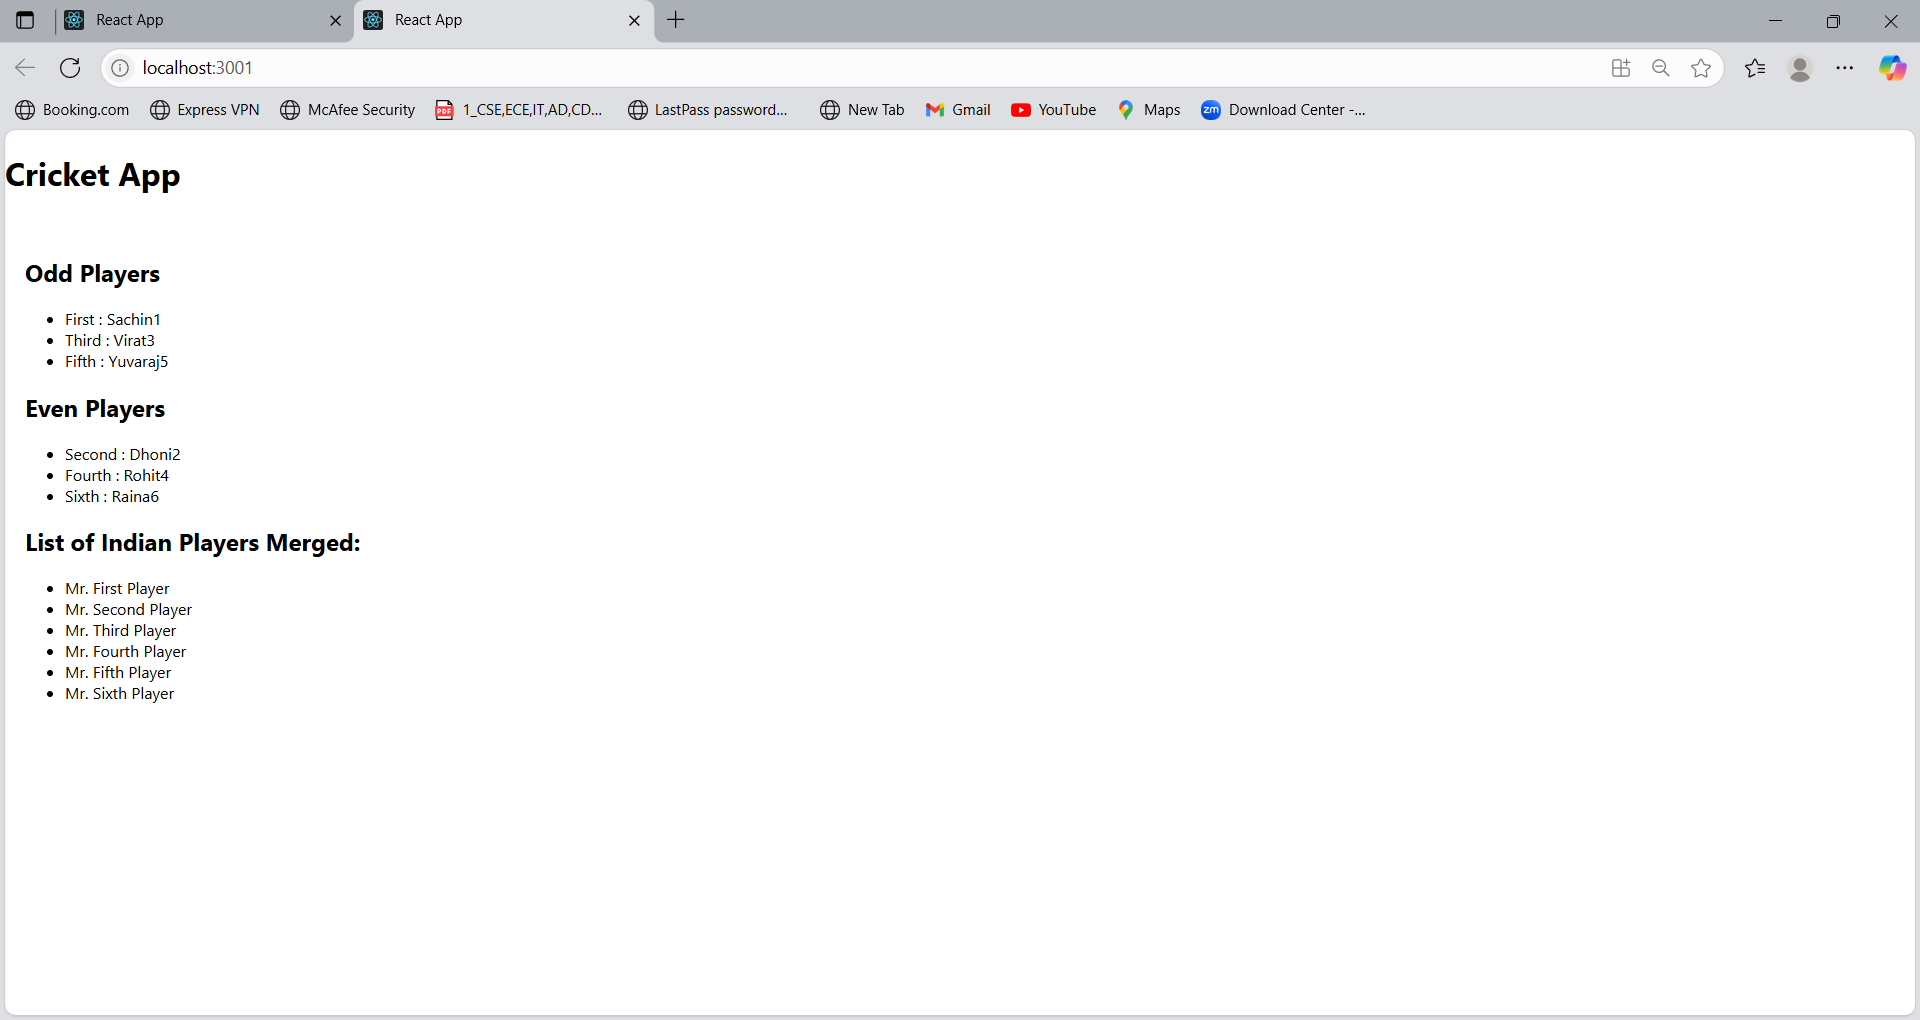 React App
React App
localhost:3001
Booking.com Express VPN McAfee Security 1_CSE,ECE,IT,AD,CD... LastPass password... New Tab Gmail YouTube Maps zm Download Center -...
Cricket App
Odd Players
First : Sachin1
Third : Virat3
Fifth : Yuvaraj5
Even Players
Second : Dhoni2
Fourth : Rohit4
Sixth : Raina6
List of Indian Players Merged:
Mr. First Player
Mr. Second Player
Mr. Third Player
Mr. Fourth Player
Mr. Fifth Player
Mr. Sixth Player